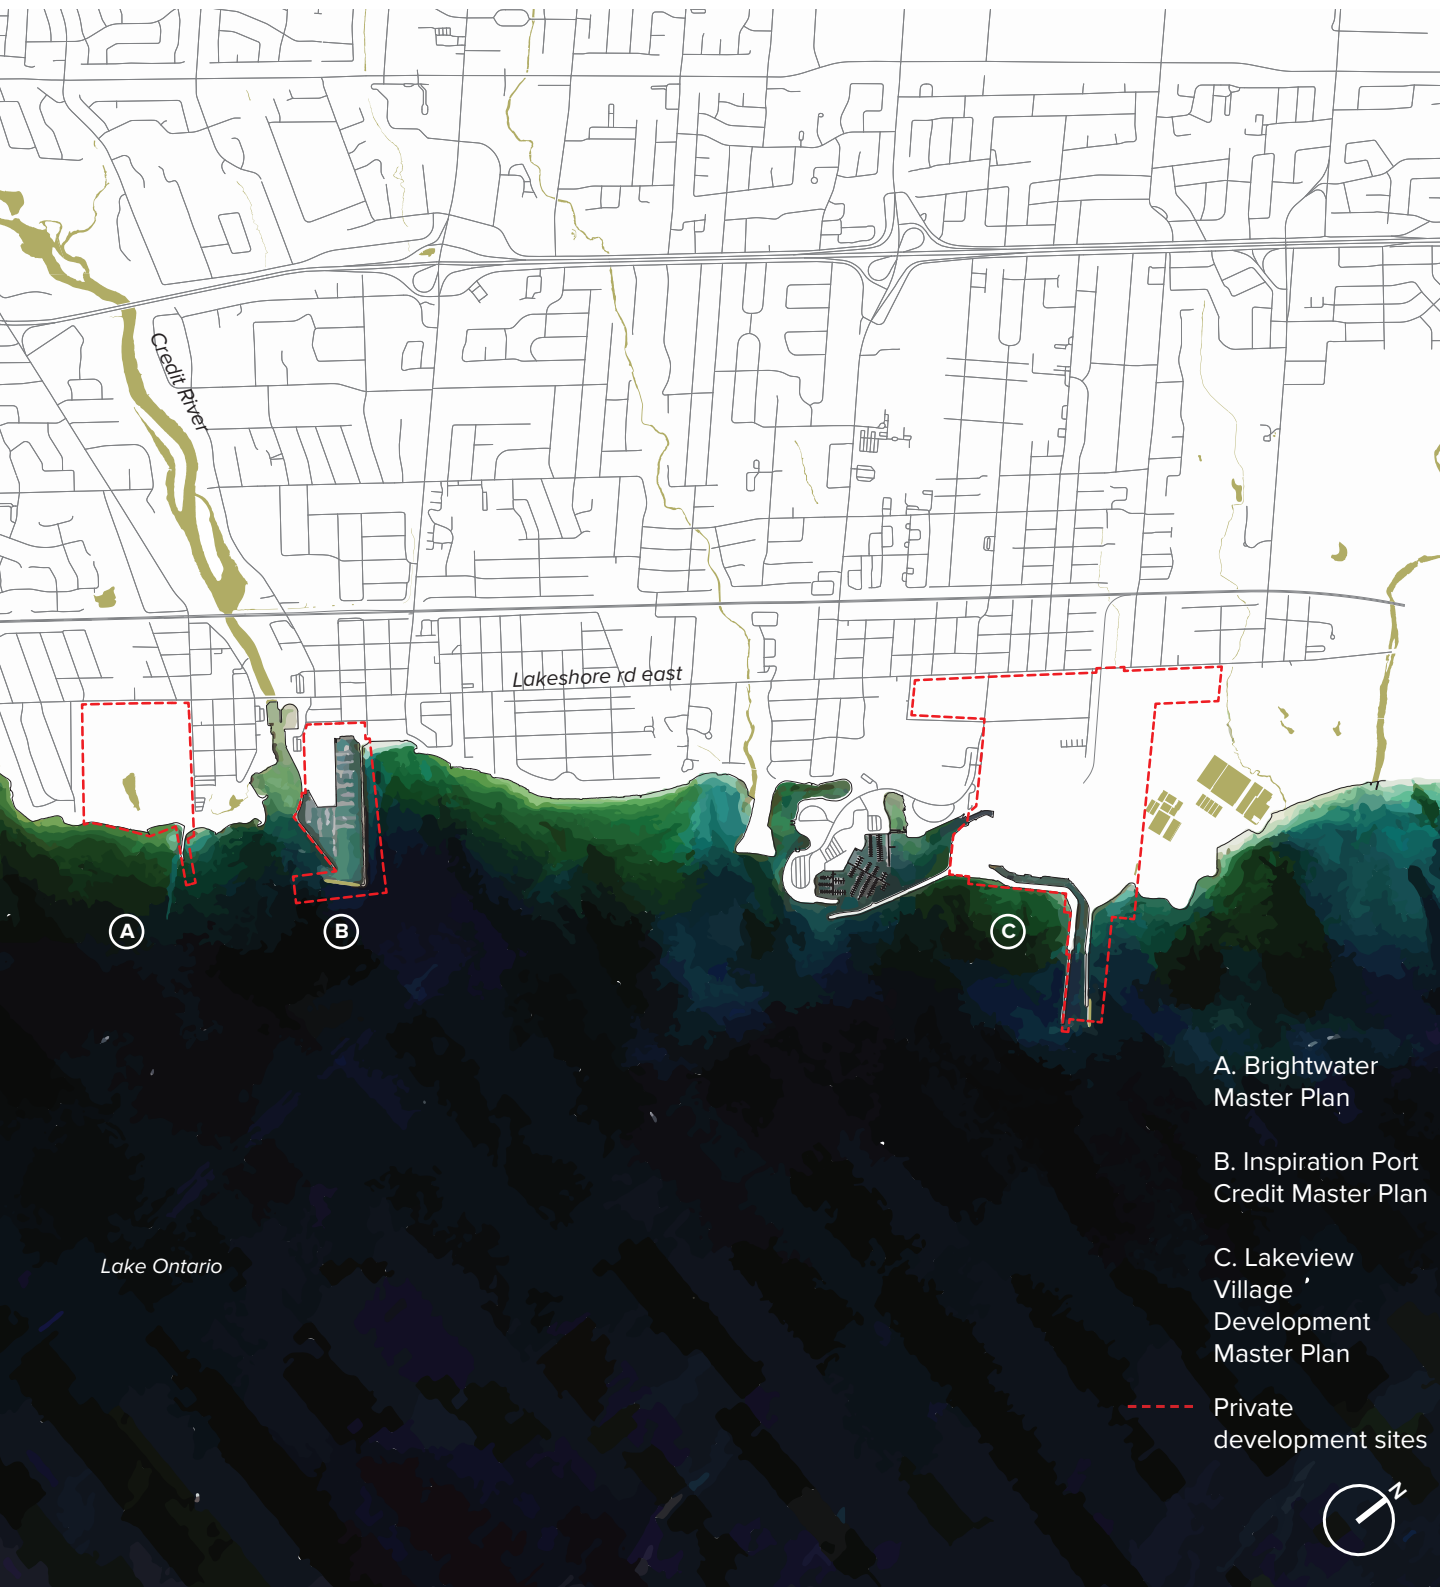 Credit River
Lakeshore rd east
A
B
C
A. Brightwater
Master Plan
B. Inspiration Port
Credit Master Plan
C. Lakeview
Village
Development
Master Plan
Lake Ontario
Private
development sites
N